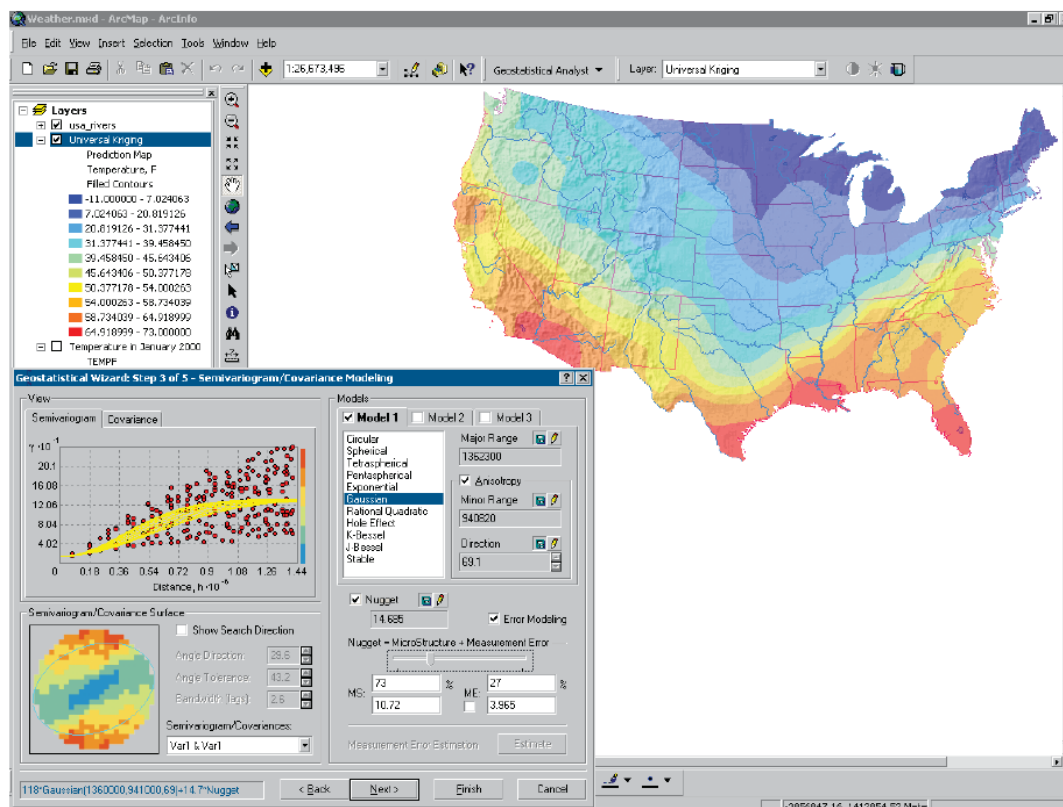 Weather.mxd - ArcMap - ArcInfo
File Edit View Insert Selection Tools Window Help
1:26,673,496 Geostatistical Analyst Layer: Universal Kriging
Layers
usa_rivers
Universal Kriging
Prediction Map
Temperature, F
Filled Contours
-11.000000 - 7.024063
7.024063 - 20.819126
20.819126 - 31.377441
31.377441 - 39.458450
39.458450 - 45.643406
45.643406 - 50.377178
50.377178 - 54.000263
54.000263 - 58.734039
58.734039 - 64.918999
64.918999 - 73.000000
Temperature in January 2000
TEMPF
Geostatistical Wizard: Step 3 of 5 - Semivariogram/Covariance Modeling
View
Semivariogram Covariance
γ·10⁻¹
20.1
16.08
12.06
8.04
4.02
0 0.18 0.36 0.54 0.72 0.90 1.08 1.26 1.44
Distance, h·10⁻⁶
Semivariogram/Covariance Surface
Show Search Direction
Angle Direction: 29.6
Angle Tolerance: 43.2
Bandwidth (lags): 2.6
Semivariogram/Covariances:
Var1 & Var1
Models
Model 1 Model 2 Model 3
Circular
Spherical
Tetraspherical
Pentaspherical
Exponential
Gaussian
Rational Quadratic
Hole Effect
K-Bessel
J-Bessel
Stable
Major Range
1362300
Anisotropy
Minor Range
940820
Direction
69.1
Nugget
14.685
Error Modeling
Nugget = MicroStructure + Measurement Error
73 % 27 %
MS: ME:
10.72 3.965
Measurement Error Estimation Estimate
118*Gaussian(1360000,941000,69)+14.7*Nugget
< Back Next > Finish Cancel